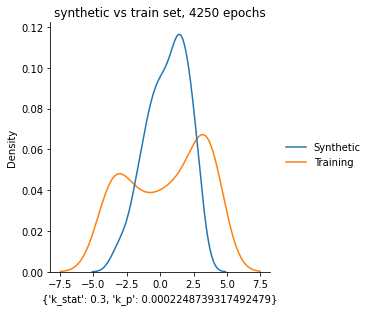 synthetic vs train set, 4250 epochs
0.12
0.10
0.08
0.06
0.04
0.02
0.00
Density
−7.5 −5.0 −2.5 0.0 2.5 5.0 7.5
{'k_stat': 0.3, 'k_p': 0.0002248739317492479}
Synthetic
Training